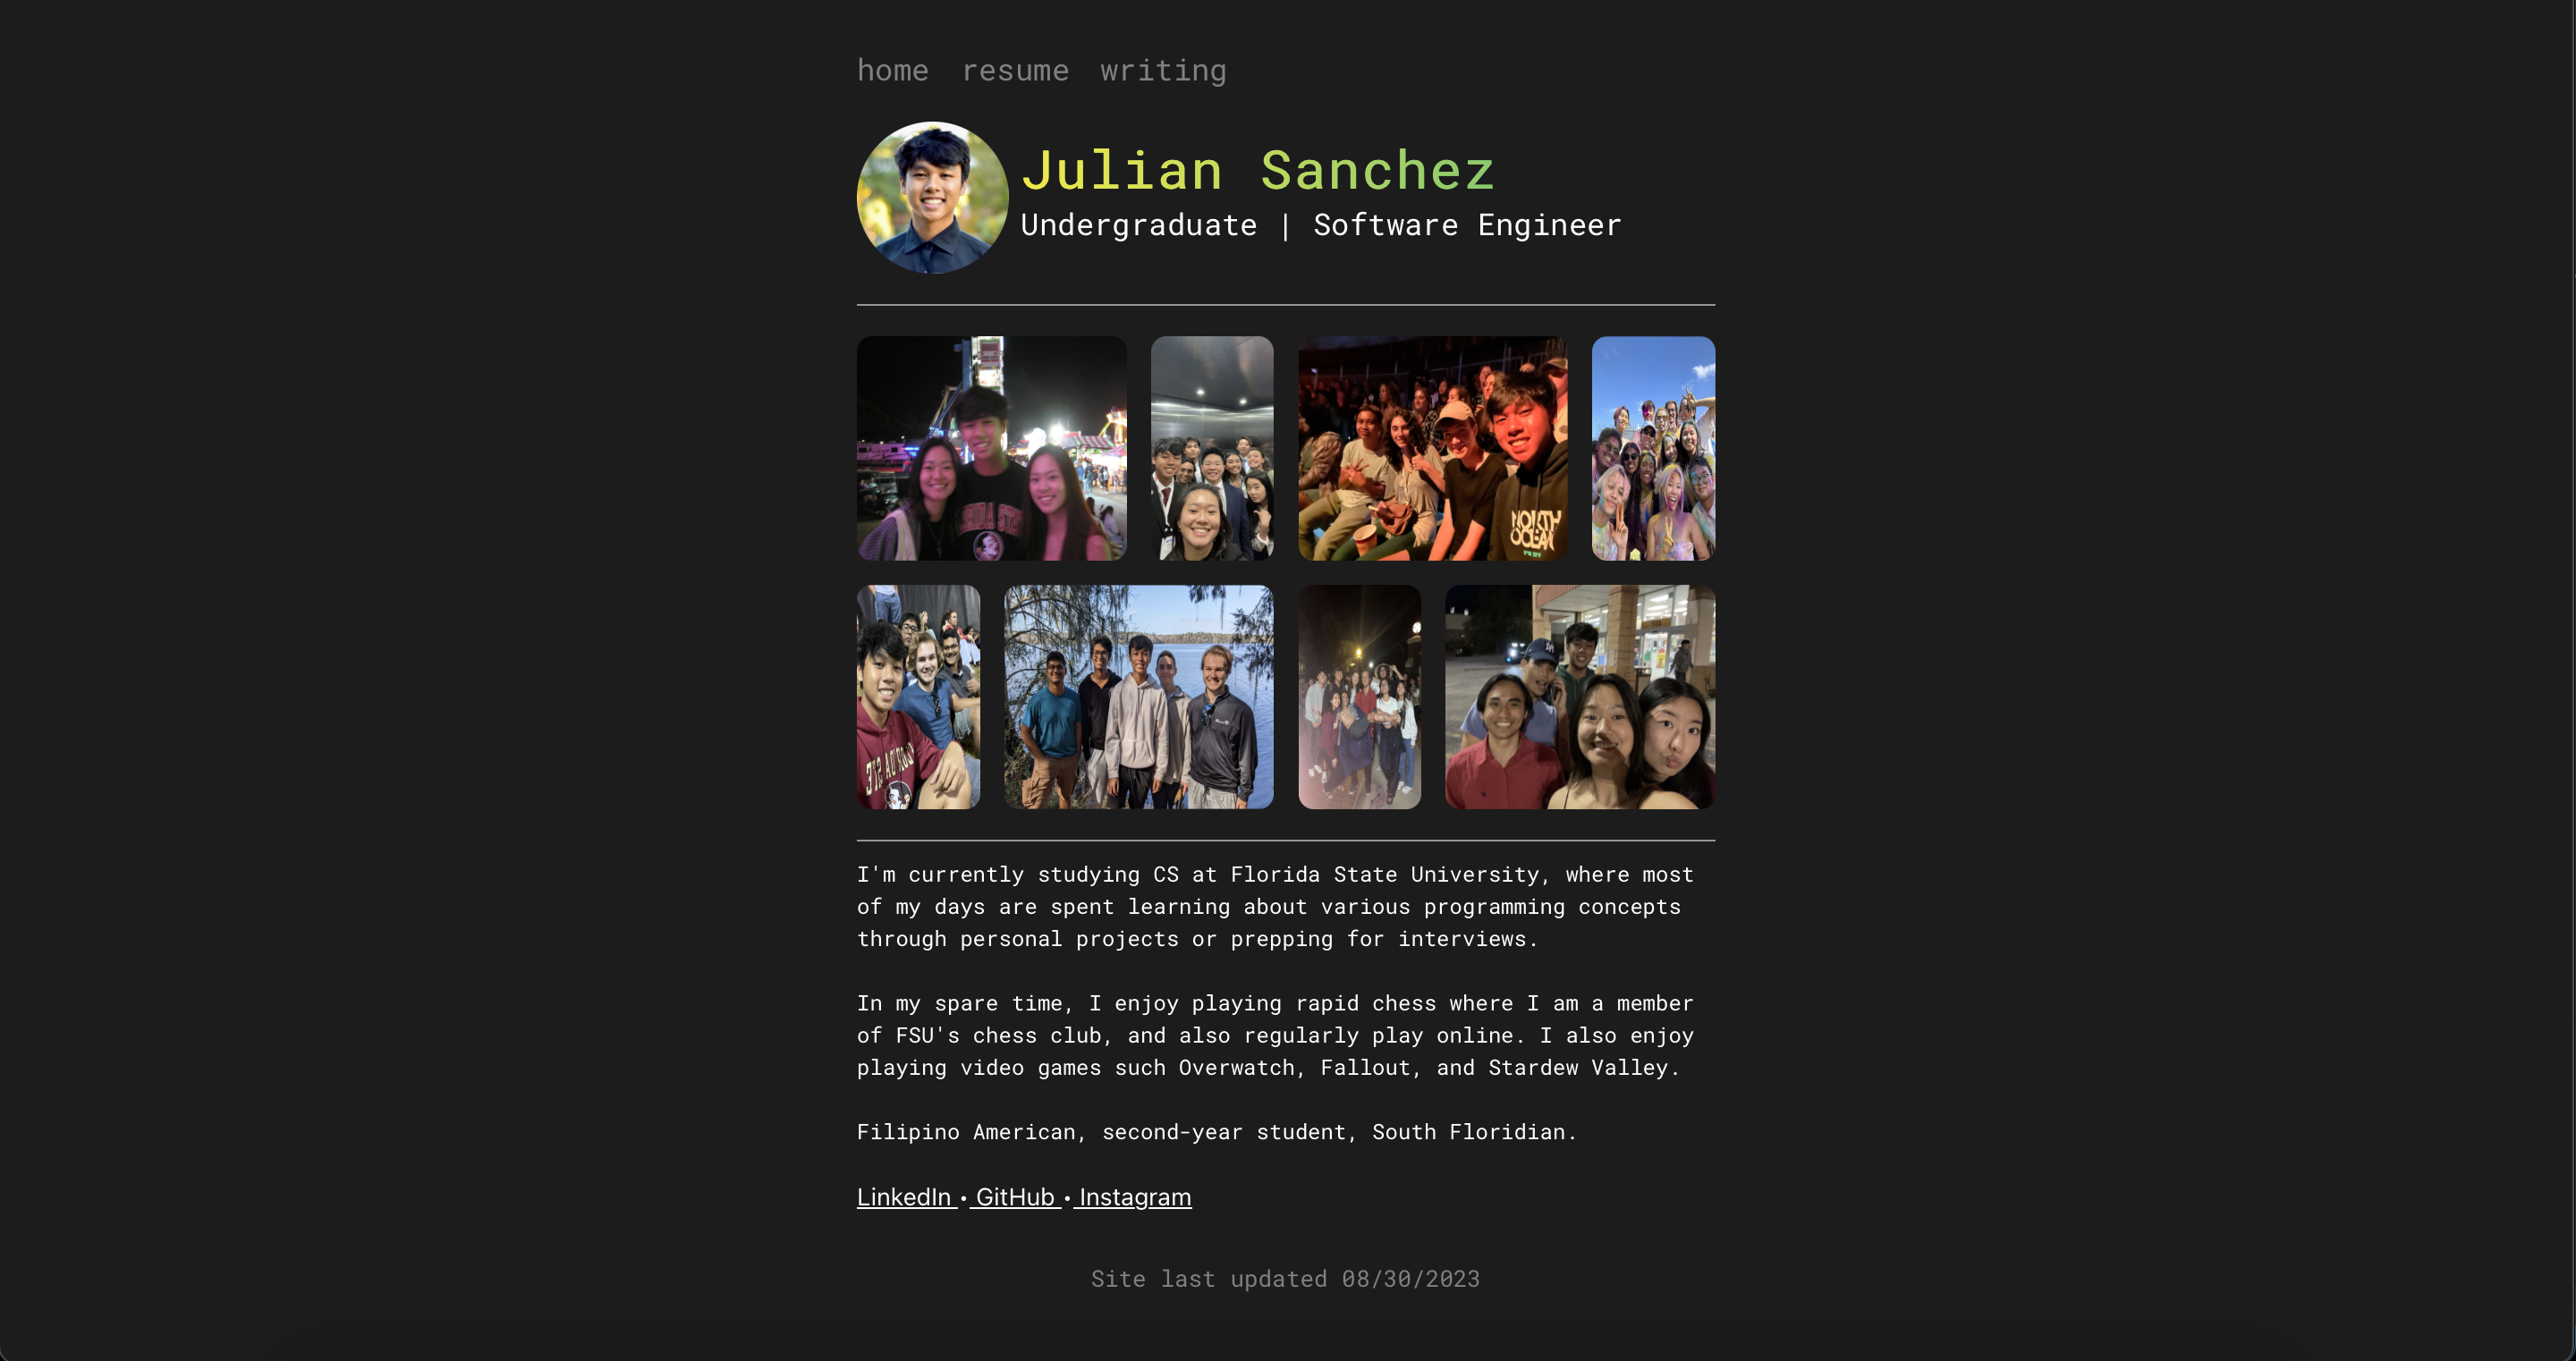 home resume writing
Julian Sanchez
Undergraduate | Software Engineer
NORTH
OCEAN
I'm currently studying CS at Florida State University, where most
of my days are spent learning about various programming concepts
through personal projects or prepping for interviews.
In my spare time, I enjoy playing rapid chess where I am a member
of FSU's chess club, and also regularly play online. I also enjoy
playing video games such Overwatch, Fallout, and Stardew Valley.
Filipino American, second-year student, South Floridian.
LinkedIn • GitHub • Instagram
Site last updated 08/30/2023